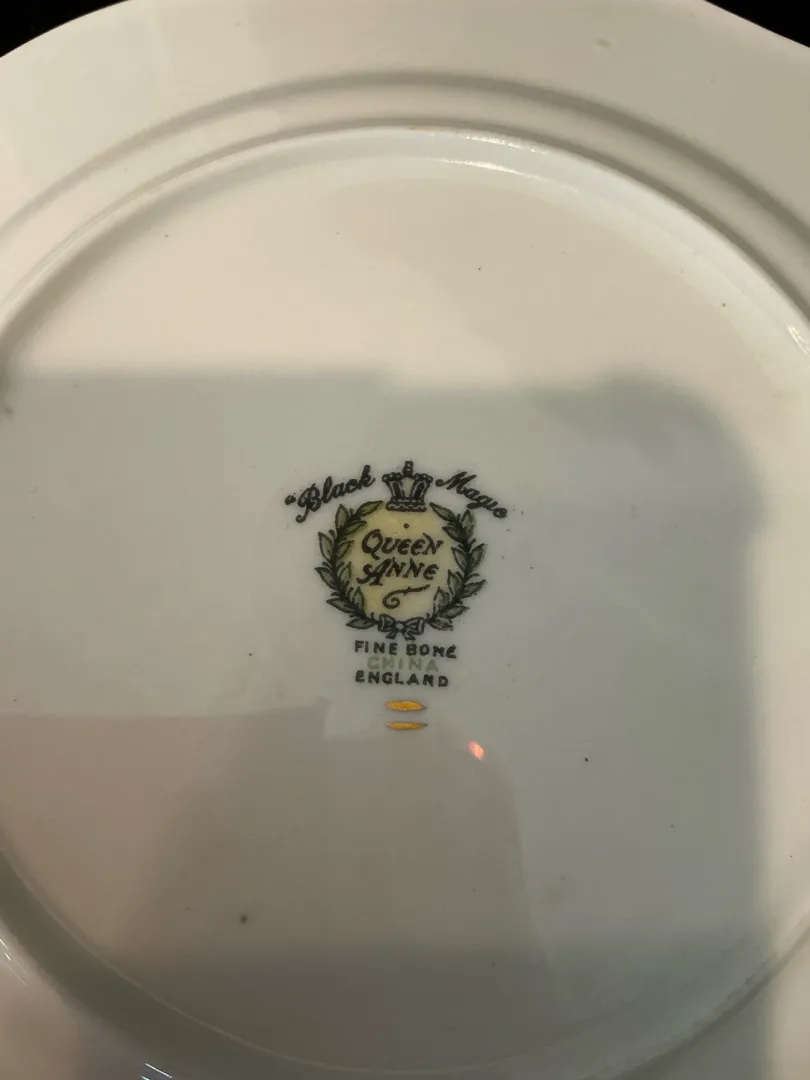 "Black Magic
QUEEN
ANNE
FINE BONE
CHINA
ENGLAND